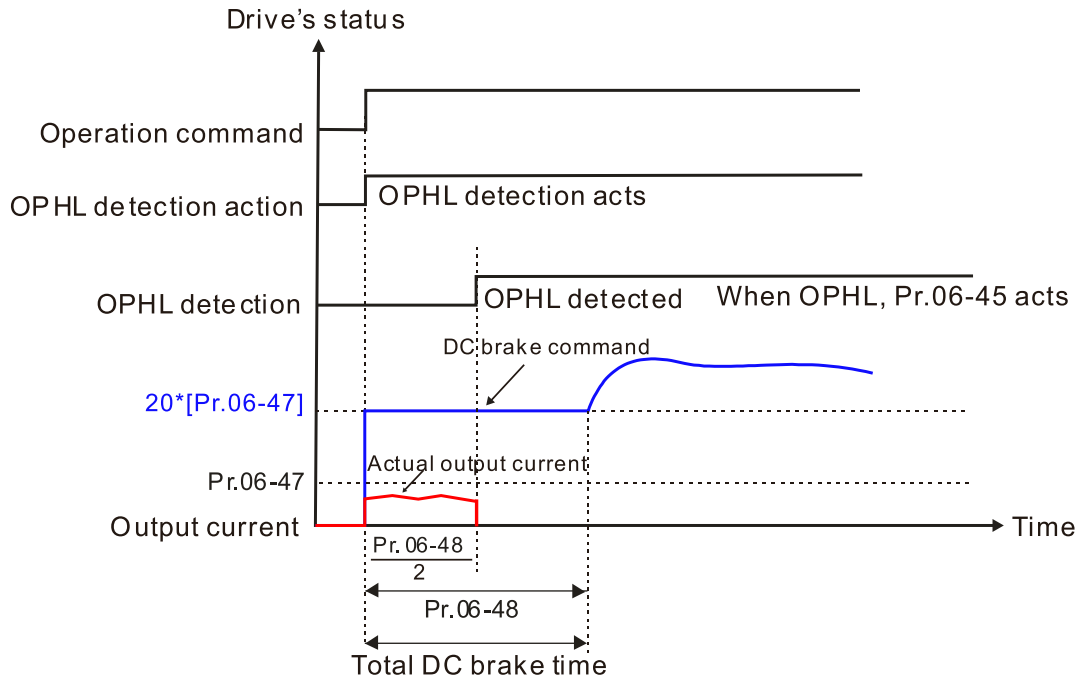 Drive's status
Operation command
OPHL detection action
OPHL detection acts
OPHL detection
OPHL detected
When OPHL, Pr.06-45 acts
DC brake command
20*[Pr.06-47]
Actual output current
Pr.06-47
Output current
Time
Pr.06-48
2
Pr.06-48
Total DC brake time